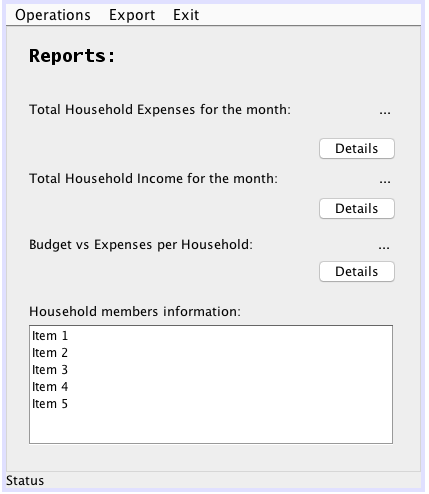 Operations Export Exit
Reports:
Total Household Expenses for the month: ...
Details
Total Household Income for the month: ...
Details
Budget vs Expenses per Household: ...
Details
Household members information:
Item 1
Item 2
Item 3
Item 4
Item 5
Status